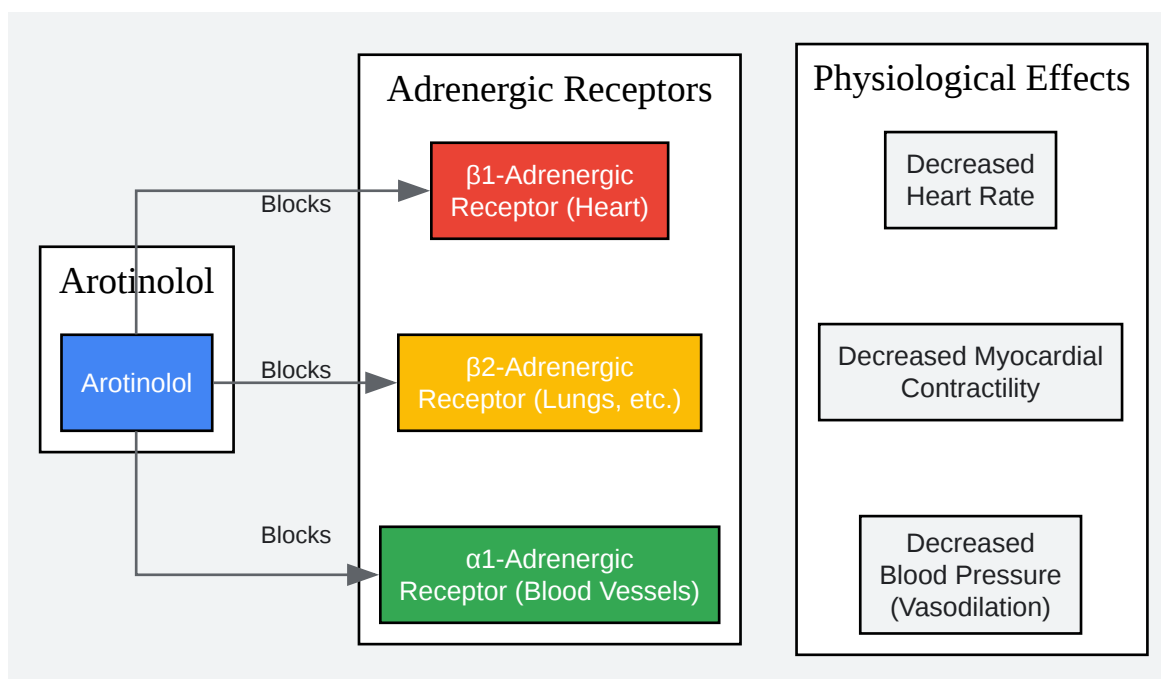 Arotinolol
Arotinolol
Blocks
Blocks
Blocks
Adrenergic Receptors
β1-Adrenergic
Receptor (Heart)
β2-Adrenergic
Receptor (Lungs, etc.)
α1-Adrenergic
Receptor (Blood Vessels)
Physiological Effects
Decreased
Heart Rate
Decreased Myocardial
Contractility
Decreased
Blood Pressure
(Vasodilation)